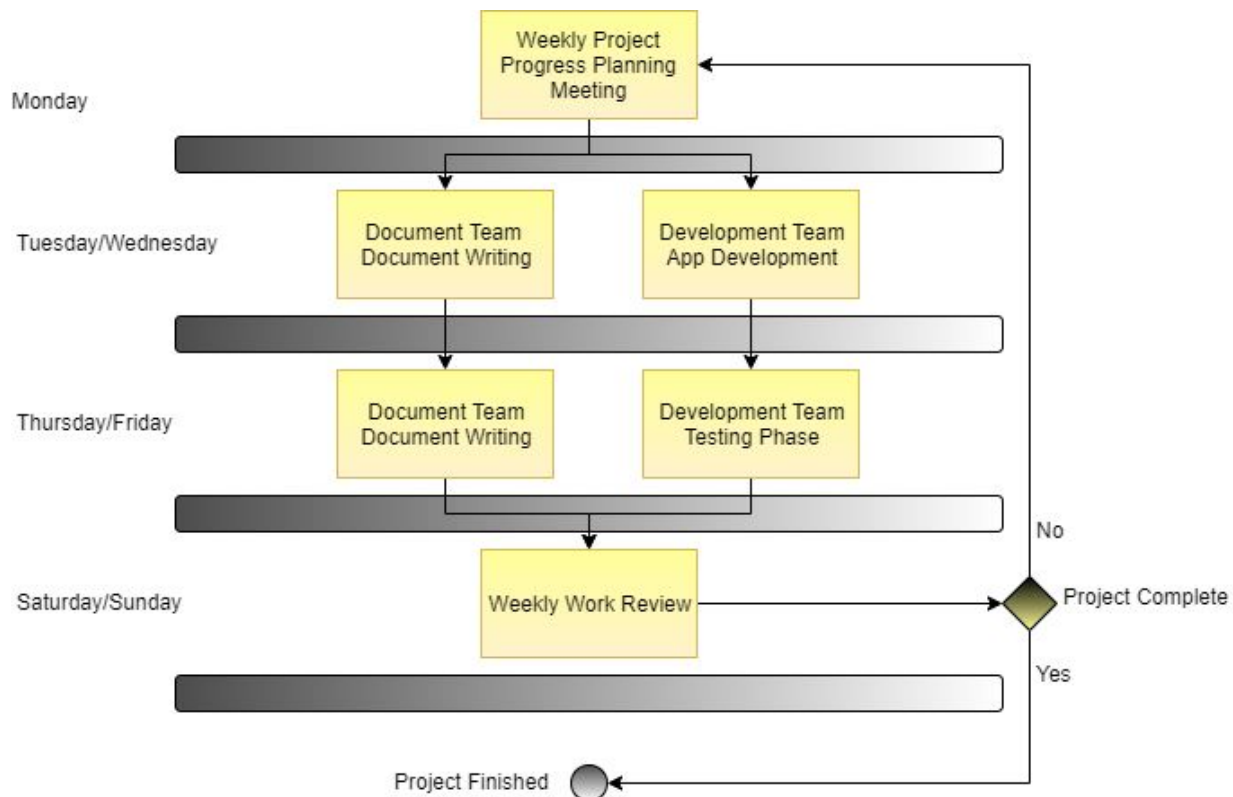 Weekly Project
Progress Planning
Meeting
Monday
Tuesday/Wednesday
Document Team
Document Writing
Development Team
App Development
Thursday/Friday
Document Team
Document Writing
Development Team
Testing Phase
No
Saturday/Sunday
Weekly Work Review
Project Complete
Yes
Project Finished